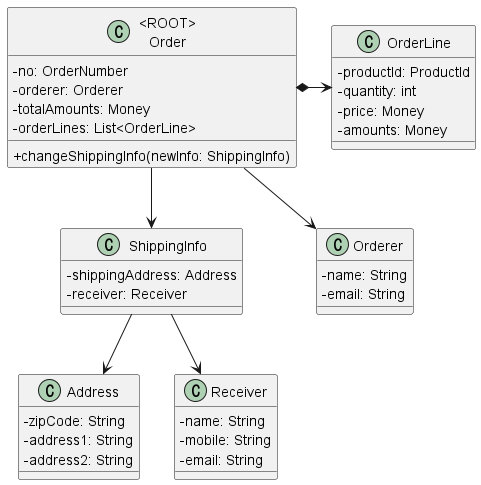 C <ROOT>
Order
-no: OrderNumber
-orderer: Orderer
-totalAmounts: Money
-orderLines: List<OrderLine>
+changeShippingInfo(newInfo: ShippingInfo)
C OrderLine
-productId: ProductId
-quantity: int
-price: Money
-amounts: Money
C ShippingInfo
-shippingAddress: Address
-receiver: Receiver
C Orderer
-name: String
-email: String
C Address
-zipCode: String
-address1: String
-address2: String
C Receiver
-name: String
-mobile: String
-email: String